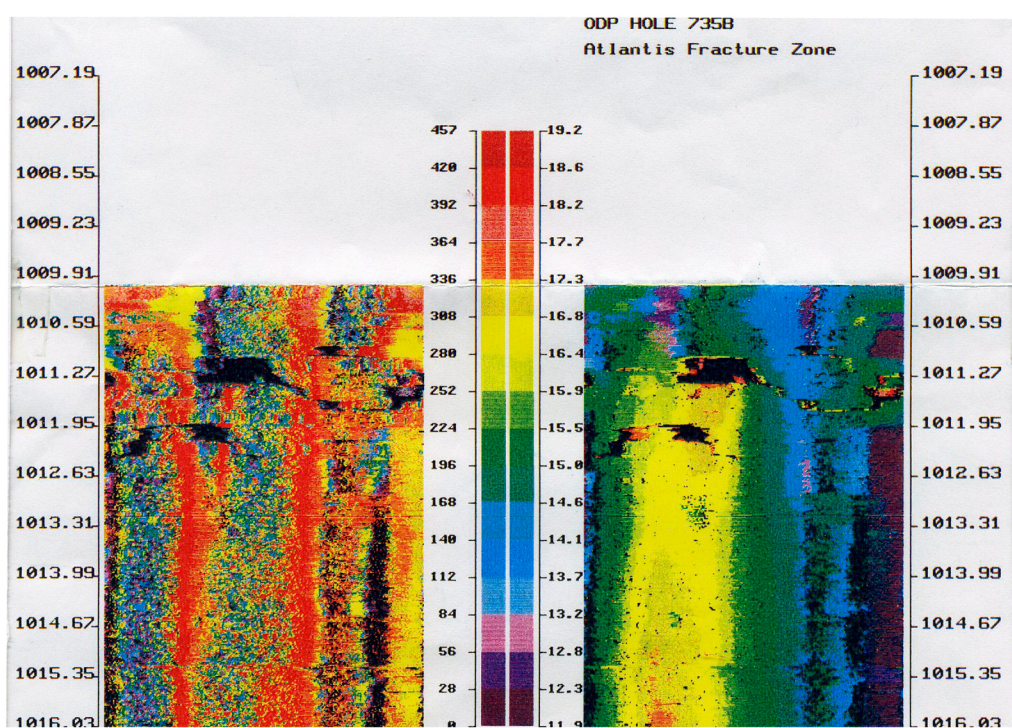 ODP HOLE 735B
Atlantis Fracture Zone
1007.19 1007.19
1007.87 1007.87
457 19.2
420 18.6
1008.55 1008.55
392 18.2
1009.23 1009.23
364 17.7
1009.91 336 17.3 1009.91
1010.59 308 16.8 1010.59
280 16.4
1011.27 1011.27
252 15.9
1011.95 224 15.5 1011.95
1012.63 196 15.0 1012.63
168 14.6
1013.31 1013.31
140 14.1
1013.99 112 13.7 1013.99
84 13.2
1014.67 1014.67
56 12.8
1015.35 28 12.3 1015.35
1016.03 0 11.9 1016.03